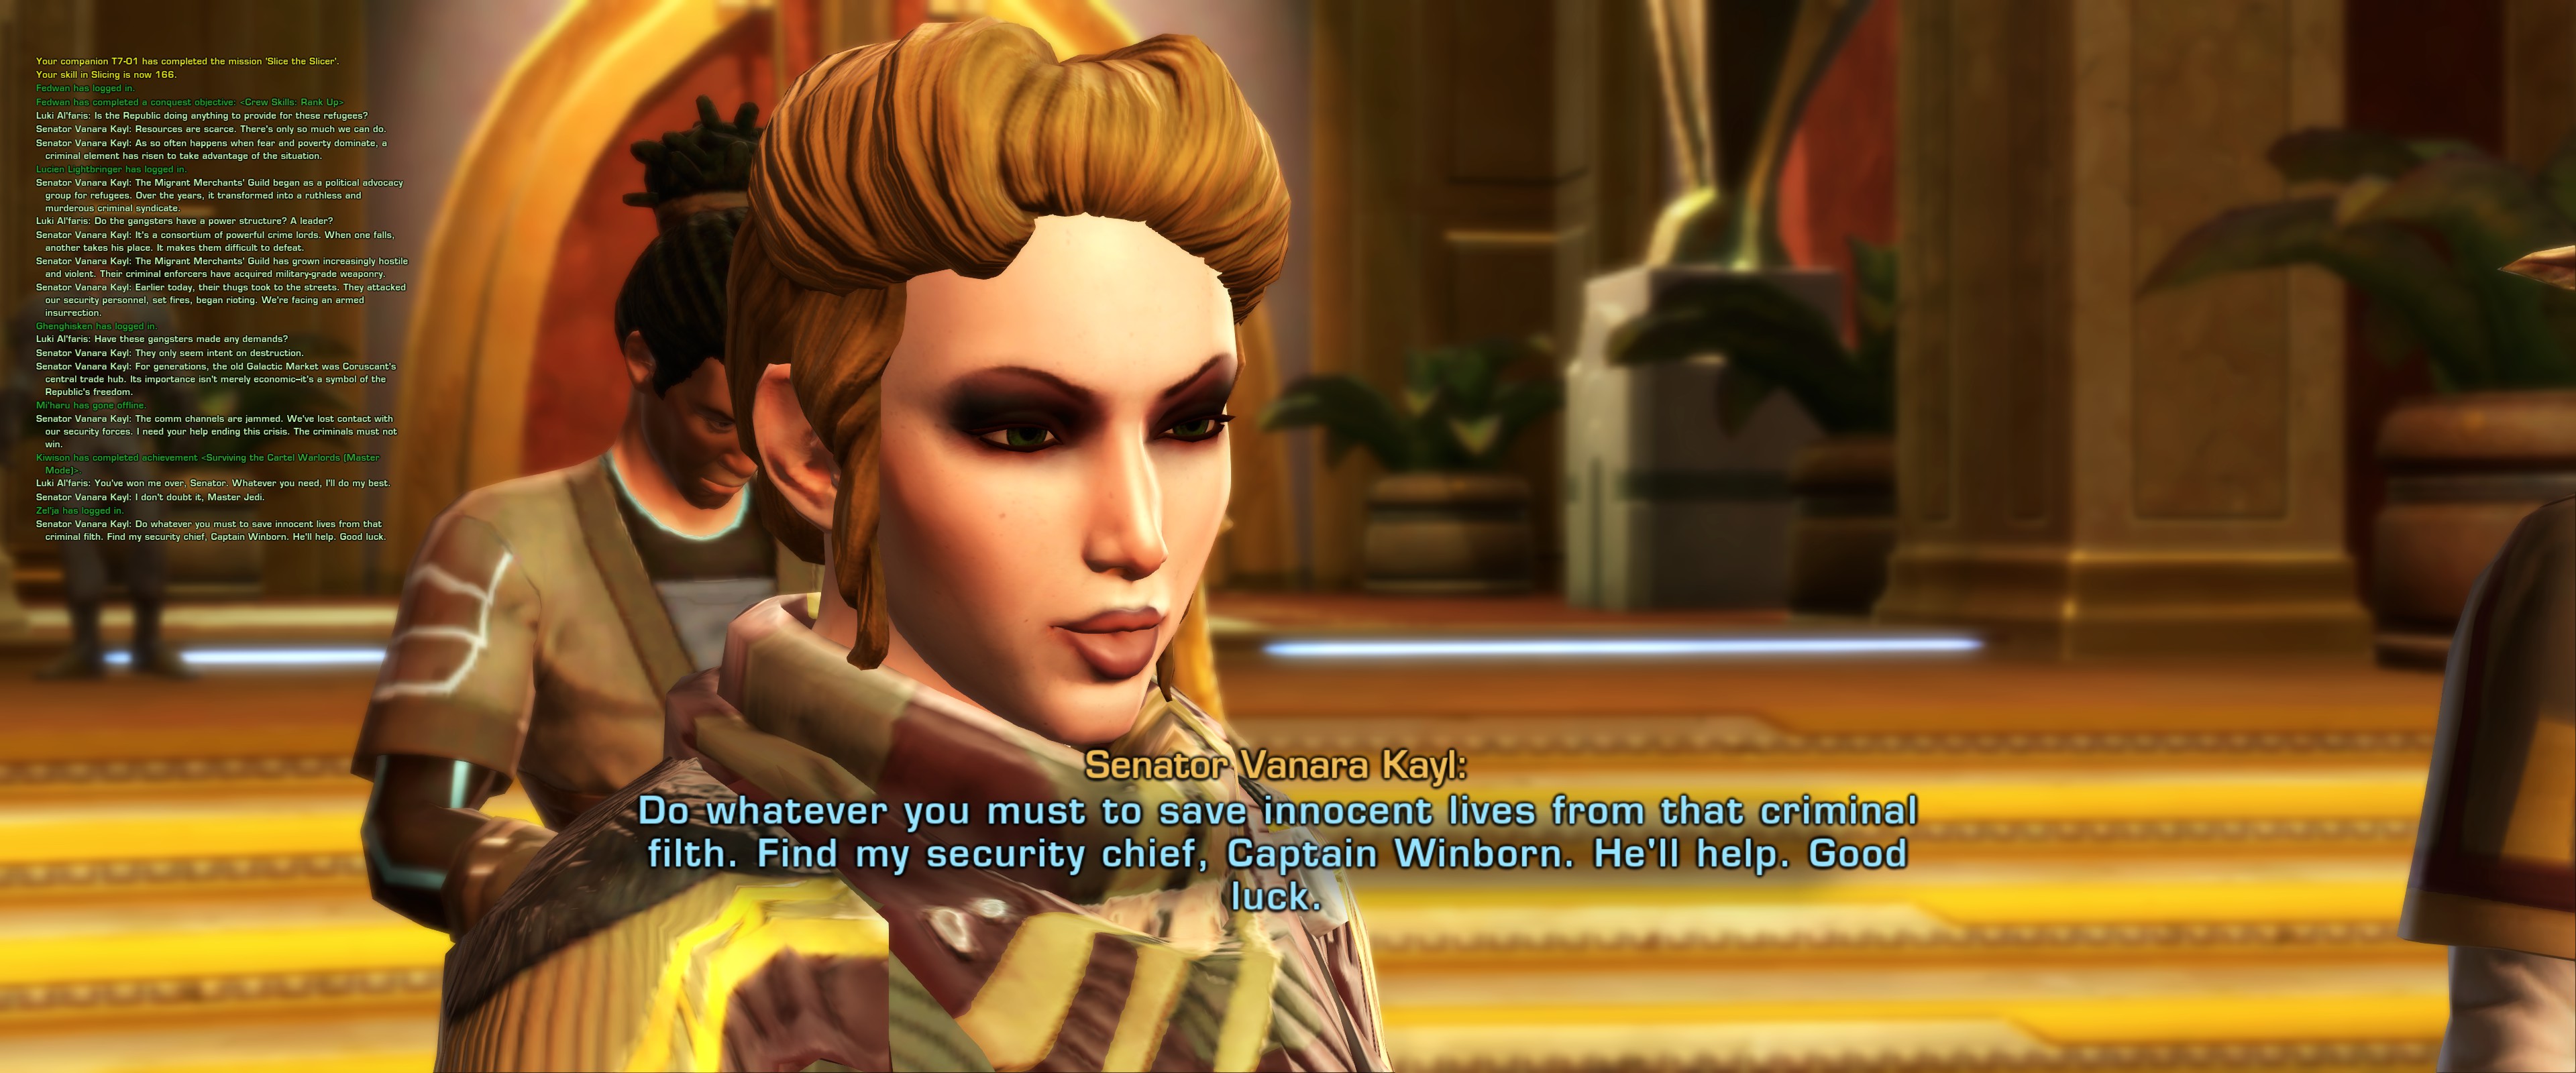 Your companion T7-01 has completed the mission 'Slice the Slicer'.
Your skill in Slicing is now 166.
Fedwan has logged in.
Fedwan has completed a conquest objective: <Crew Skills: Rank Up>
Luki Al'faris: Is the Republic doing anything to provide for these refugees?
Senator Vanara Kayl: Resources are scarce. There's only so much we can do.
Senator Vanara Kayl: As so often happens when fear and poverty dominate, a
criminal element has risen to take advantage of the situation.
Lucien Lightbringer has logged in.
Senator Vanara Kayl: The Migrant Merchants' Guild began as a political advocacy
group for refugees. Over the years, it transformed into a ruthless and
murderous criminal syndicate.
Luki Al'faris: Do the gangsters have a power structure? A leader?
Senator Vanara Kayl: It's a consortium of powerful crime lords. When one falls,
another takes his place. It makes them difficult to defeat.
Senator Vanara Kayl: The Migrant Merchants' Guild has grown increasingly hostile
and violent. Their criminal enforcers have acquired military-grade weaponry.
Senator Vanara Kayl: Earlier today, their thugs took to the streets. They attacked
our security personnel, set fires, began rioting. We're facing an armed
insurrection.
Ghenghisken has logged in.
Luki Al'faris: Have these gangsters made any demands?
Senator Vanara Kayl: They only seem intent on destruction.
Senator Vanara Kayl: For generations, the old Galactic Market was Coruscant's
central trade hub. Its importance isn't merely economic–it's a symbol of the
Republic's freedom.
Mi'haru has gone offline.
Senator Vanara Kayl: The comm channels are jammed. We've lost contact with
our security forces. I need your help ending this crisis. The criminals must not
win.
Kiwison has completed achievement <Surviving the Cartel Warlords (Master
Mode)>.
Luki Al'faris: You've won me over, Senator. Whatever you need, I'll do my best.
Senator Vanara Kayl: I don't doubt it, Master Jedi.
Zel'ja has logged in.
Senator Vanara Kayl: Do whatever you must to save innocent lives from that
criminal filth. Find my security chief, Captain Winborn. He'll help. Good luck.
Senator Vanara Kayl:
Do whatever you must to save innocent lives from that criminal
filth. Find my security chief, Captain Winborn. He'll help. Good
luck.